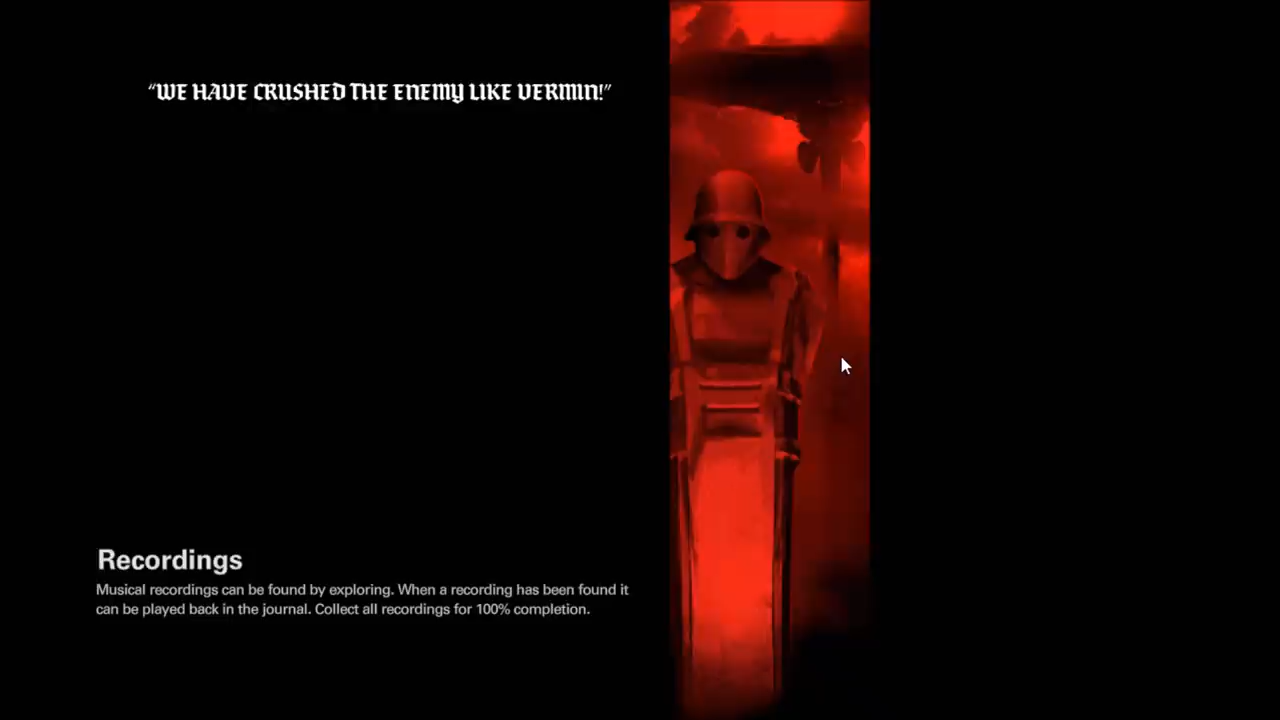 “WE HAVE CRUSHED THE ENEMY LIKE VERMIN!”
Recordings
Musical recordings can be found by exploring. When a recording has been found it
can be played back in the journal. Collect all recordings for 100% completion.